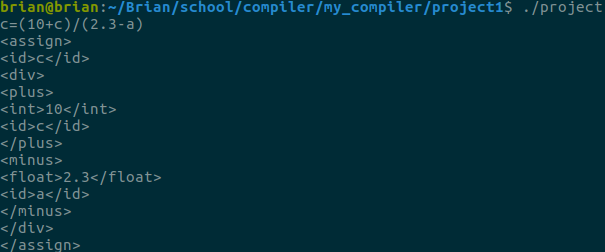 brian@brian:~/Brian/school/compiler/my_compiler/project1$ ./project
c=(10+c)/(2.3-a)
<assign>
<id>c</id>
<div>
<plus>
<int>10</int>
<id>c</id>
</plus>
<minus>
<float>2.3</float>
<id>a</id>
</minus>
</div>
</assign>